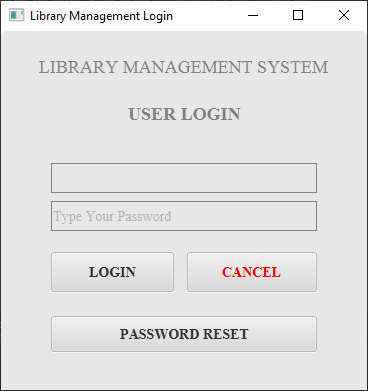 Library Management Login
LIBRARY MANAGEMENT SYSTEM
USER LOGIN
Type Your Password
LOGIN
CANCEL
PASSWORD RESET